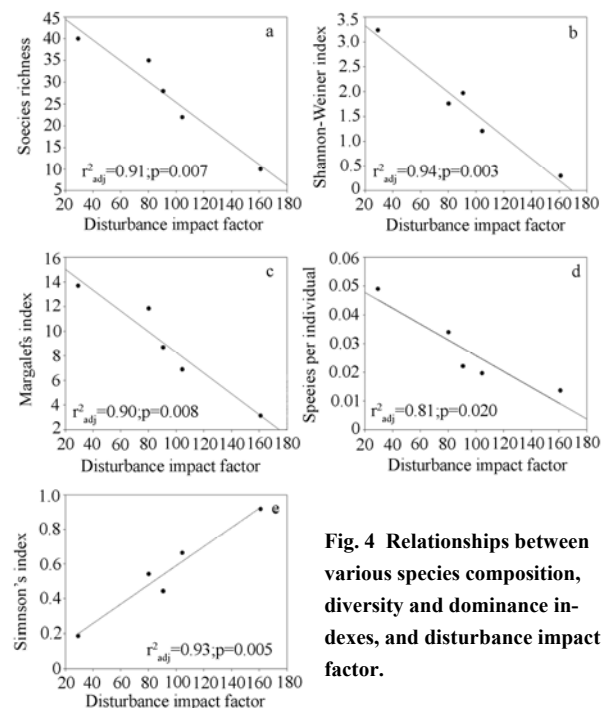 45
40
35
30
25
20
15
10
5
a
Soecies richness
r²adj=0.91;p=0.007
20 40 60 80 100 120 140 160 180
Disturbance impact factor
3.5
3.0
2.5
2.0
1.5
1.0
0.5
0
b
Shannon-Weiner index
r²adj=0.94;p=0.003
20 40 60 80 100 120 140 160 180
Disturbance impact factor
16
14
12
10
8
6
4
2
c
Margalefs index
r²adj=0.90;p=0.008
20 40 60 80 100 120 140 160 180
Disturbance impact factor
0.06
0.05
0.04
0.03
0.02
0.01
0
d
Speeies per individual
r²adj=0.81;p=0.020
20 40 60 80 100 120 140 160 180
Disturbance impact factor
1.0
0.8
0.6
0.4
0.2
0
e
Simnson's index
r²adj=0.93;p=0.005
20 40 60 80 100 120 140 160 180
Disturbance impact factor
Fig. 4 Relationships between
various species composition,
diversity and dominance in-
dexes, and disturbance impact
factor.